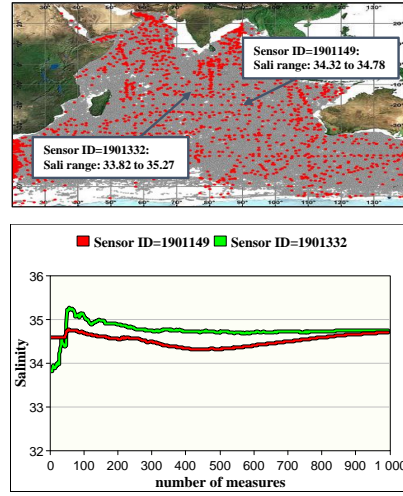 Sensor ID=1901149:
Sali range: 34.32 to 34.78
Sensor ID=1901332:
Sali range: 33.82 to 35.27
Sensor ID=1901149 Sensor ID=1901332
36
35
34
33
32
Salinity
0 100 200 300 400 500 600 700 800 900 1 000
number of measures